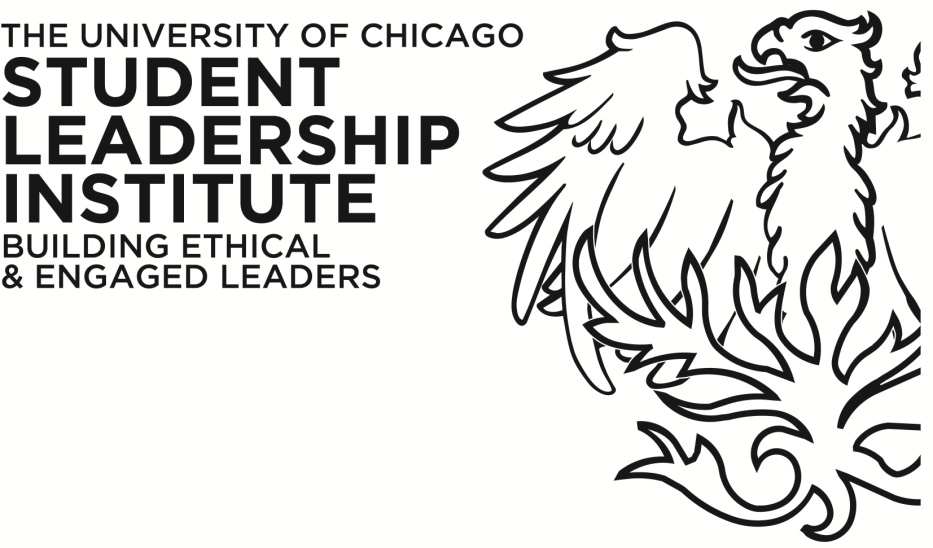 THE UNIVERSITY OF CHICAGO
STUDENT
LEADERSHIP
INSTITUTE
BUILDING ETHICAL
& ENGAGED LEADERS